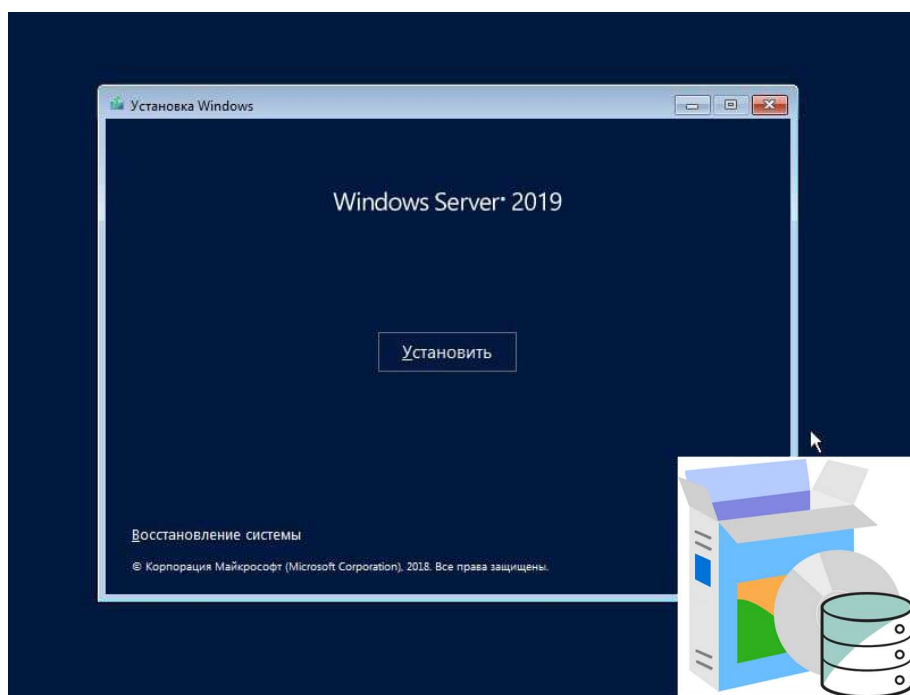 Установка Windows
Windows Server® 2019
Установить
Восстановление системы
© Корпорация Майкрософт (Microsoft Corporation), 2018. Все права защищены.